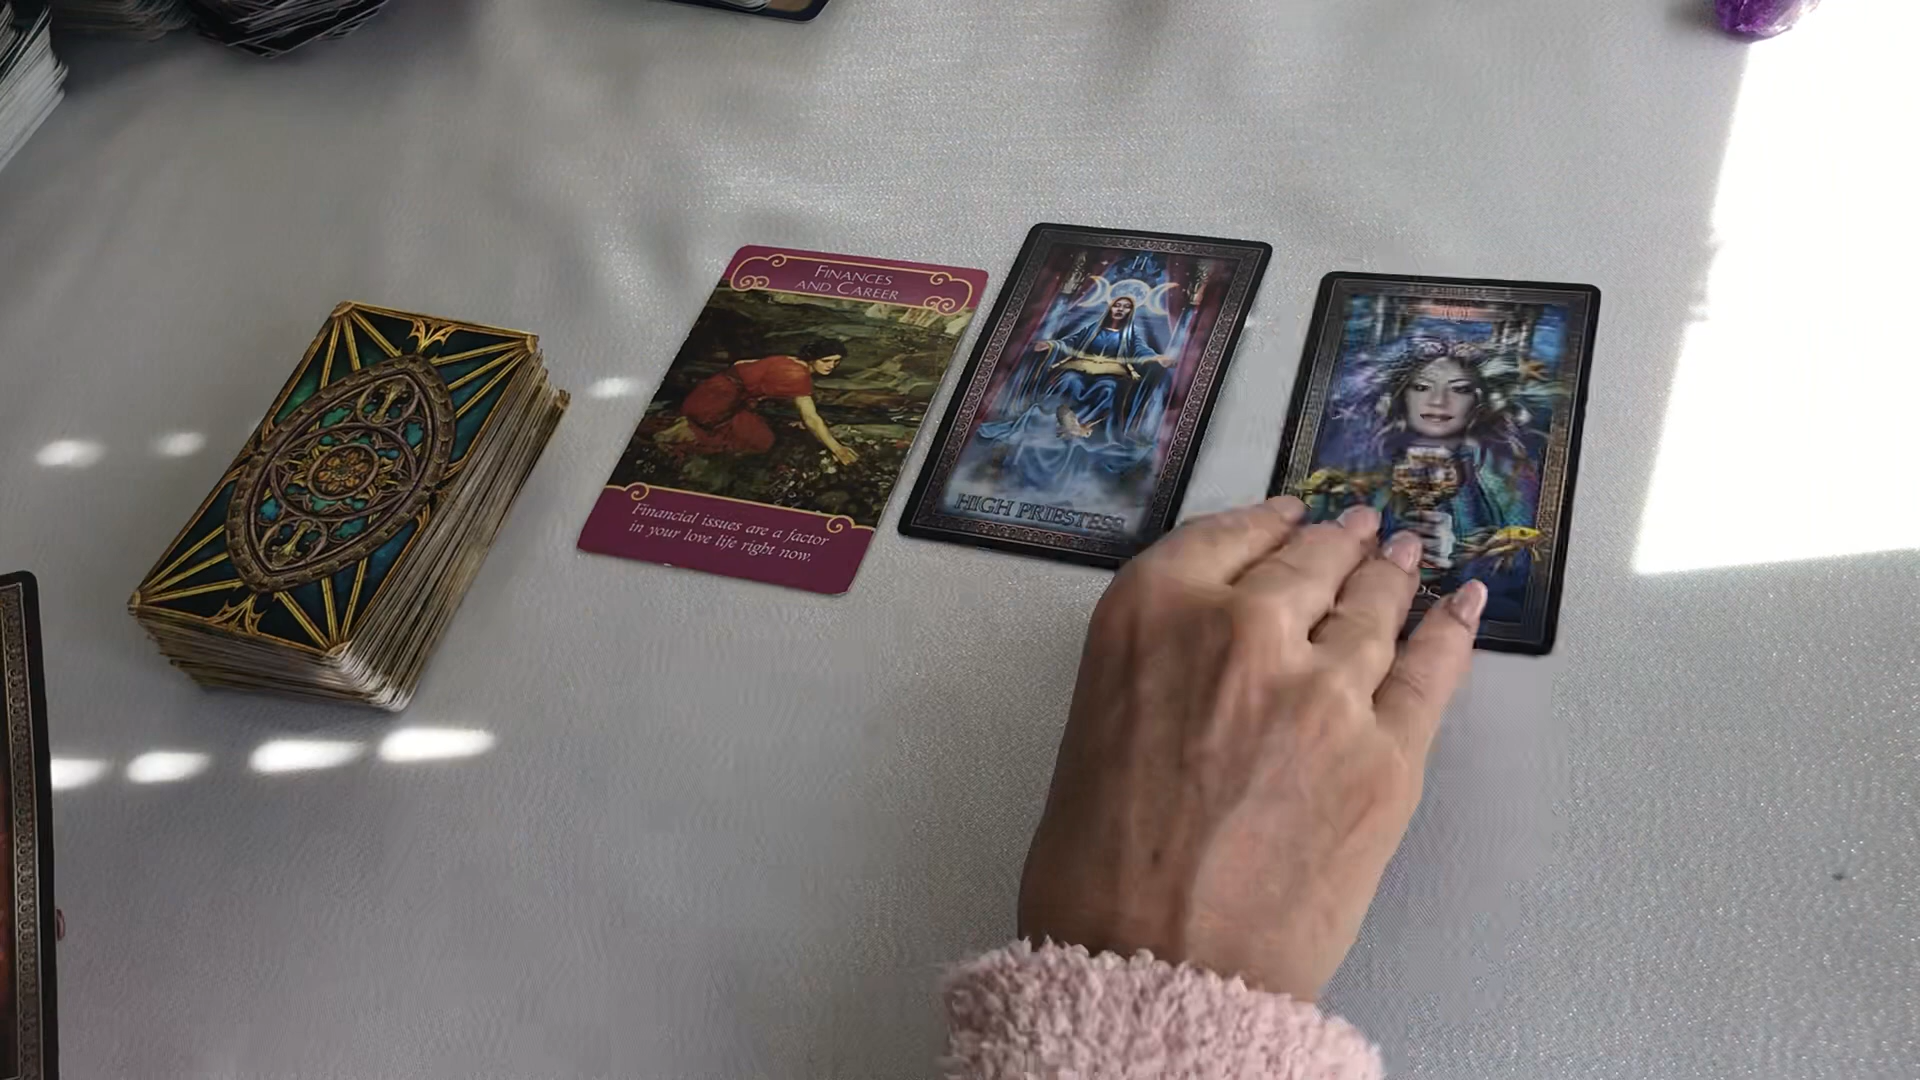 FINANCES
AND CAREER
Financial issues are a factor
in your love life right now.
II
HIGH PRIESTESS